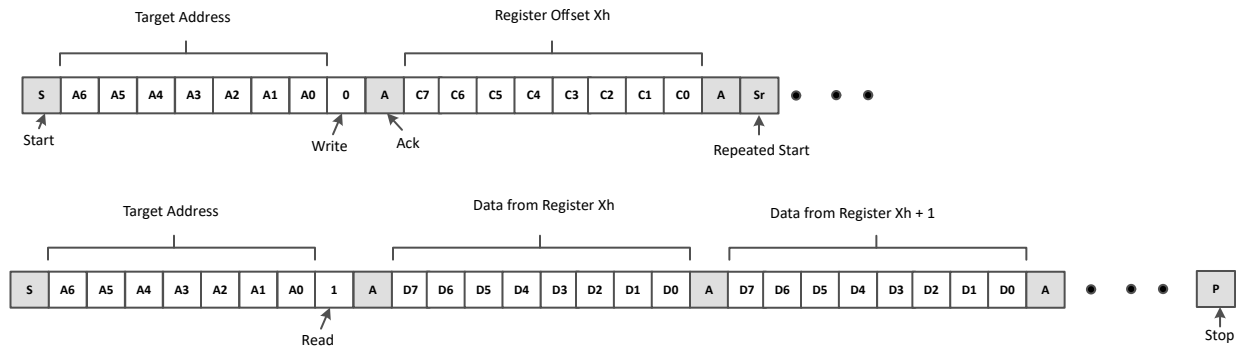 Target Address Register Offset Xh
S A6 A5 A4 A3 A2 A1 A0 0 A C7 C6 C5 C4 C3 C2 C1 C0 A Sr
Start Write Ack Repeated Start
Target Address Data from Register Xh Data from Register Xh + 1
S A6 A5 A4 A3 A2 A1 A0 1 A D7 D6 D5 D4 D3 D2 D1 D0 A D7 D6 D5 D4 D3 D2 D1 D0 A P
Read Stop